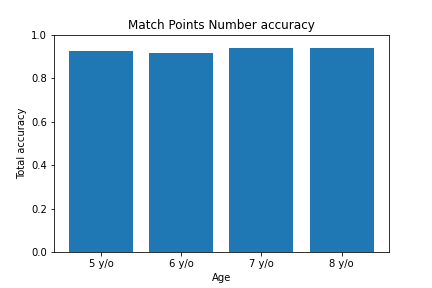 Match Points Number accuracy
1.0
0.8
0.6
0.4
0.2
0.0
Total accuracy
5 y/o
6 y/o
7 y/o
8 y/o
Age